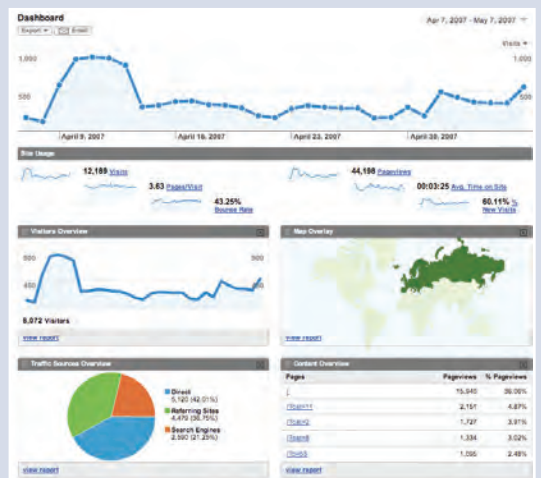 Dashboard
Apr 7, 2007 - May 7, 2007
Export
Email
Visits
1,000
1,000
500
500
April 9, 2007
April 16, 2007
April 23, 2007
April 30, 2007
Site Usage
12,189 Visits
44,198 Pageviews
3.63 Pages/Visit
00:03:25 Avg. Time on Site
43.25%
Bounce Rate
60.11% %
New Visits
Visitors Overview
Map Overlay
800
800
400
Visitors
view report
view report
Traffic Sources Overview
Content Overview
Pages
Pageviews
% Pageviews
Direct
5,120 (42.01%)
Referring Sites
4,479 (36.75%)
Search Engines
2,590 (21.25%)
/
15,940
36.06%
2,151
4.87%
1,727
3.91%
1,334
3.02%
1,095
2.48%
view report
view report